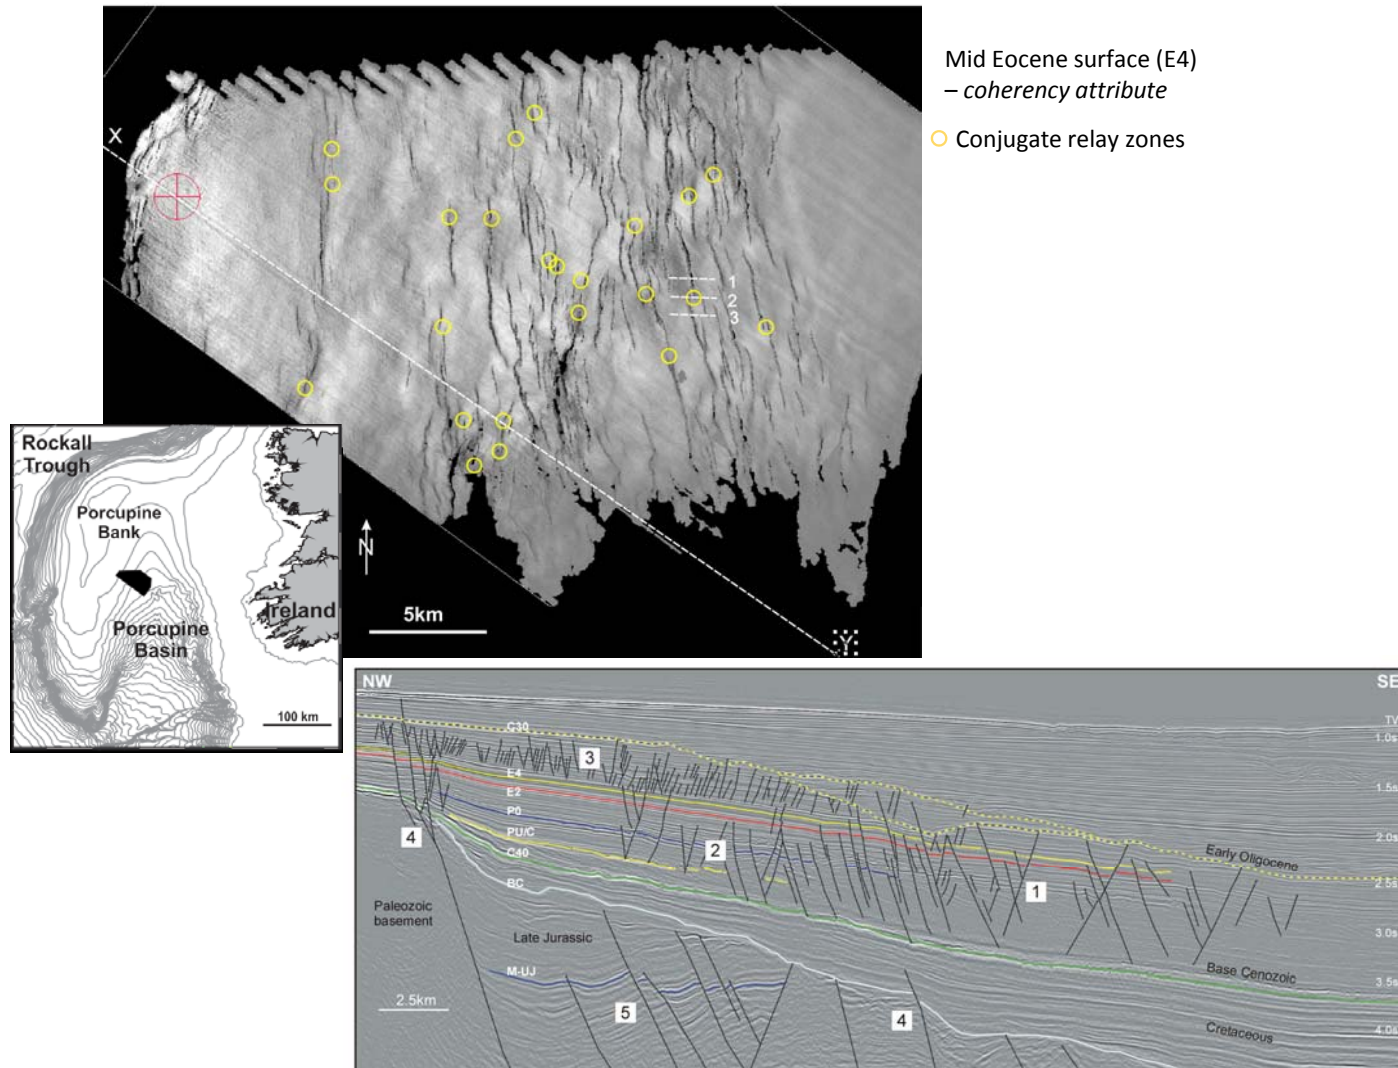 Mid Eocene surface (E4)
– coherency attribute
Conjugate relay zones
X
1
2
3
N
5km
Y
Rockall
Trough
Porcupine
Bank
Ireland
Porcupine
Basin
100 km
NW
SE
C30
1.0s
3
E4
E2
1.5s
P0
PU/C
4
2
2.0s
C40
Early Oligocene
BC
1
2.5s
Paleozoic
basement
Late Jurassic
3.0s
M-UJ
Base Cenozoic
2.5km
5
4
3.5s
Cretaceous
4.0s